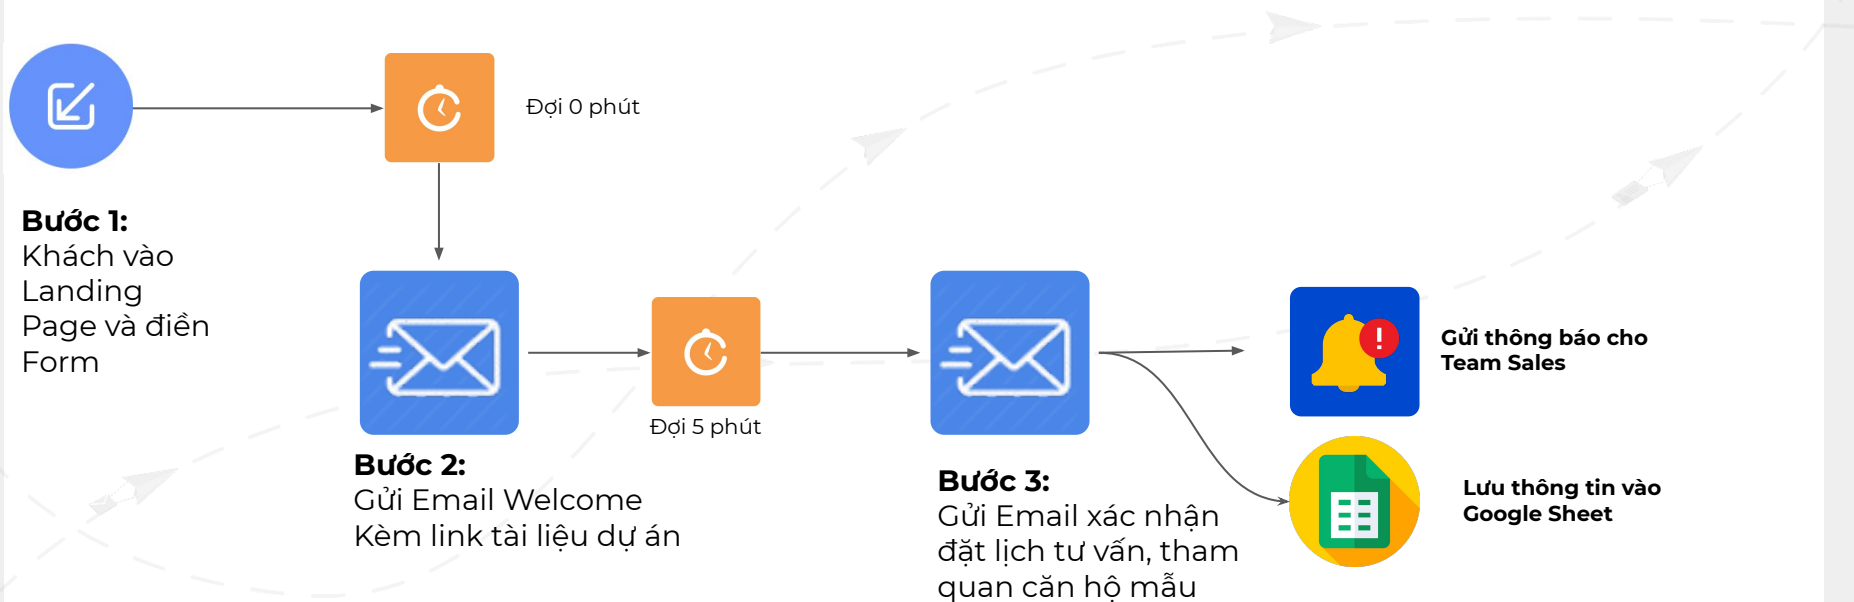 Đợi 0 phút
Bước 1:
Khách vào
Landing
Page và điền
Form
Đợi 5 phút
Bước 2:
Gửi Email Welcome
Kèm link tài liệu dự án
Bước 3:
Gửi Email xác nhận
đặt lịch tư vấn, tham
quan căn hộ mẫu
Gửi thông báo cho
Team Sales
Lưu thông tin vào
Google Sheet